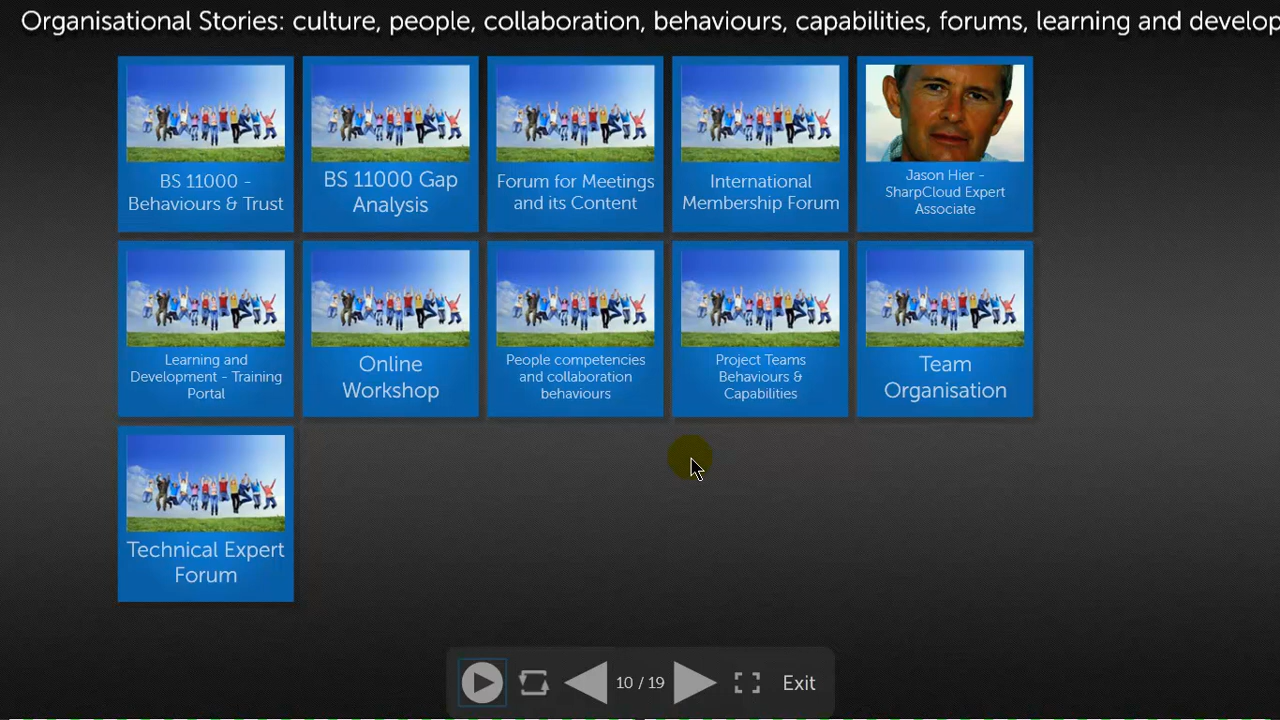 Organisational Stories: culture, people, collaboration, behaviours, capabilities, forums, learning and develop
BS 11000 -
Behaviours & Trust
BS 11000 Gap
Analysis
Forum for Meetings
and its Content
International
Membership Forum
Jason Hier -
SharpCloud Expert
Associate
Learning and
Development - Training
Portal
Online
Workshop
People competencies
and collaboration
behaviours
Project Teams
Behaviours &
Capabilities
Team
Organisation
Technical Expert
Forum
10 / 19
Exit